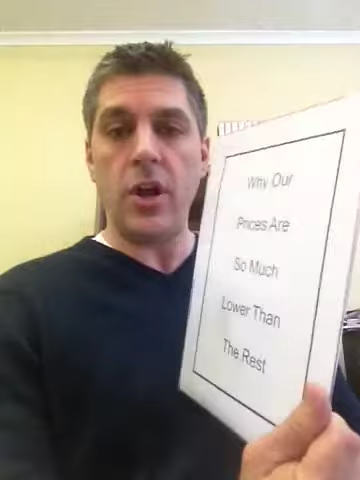 Why Our
Prices Are
So Much
Lower Than
The Rest